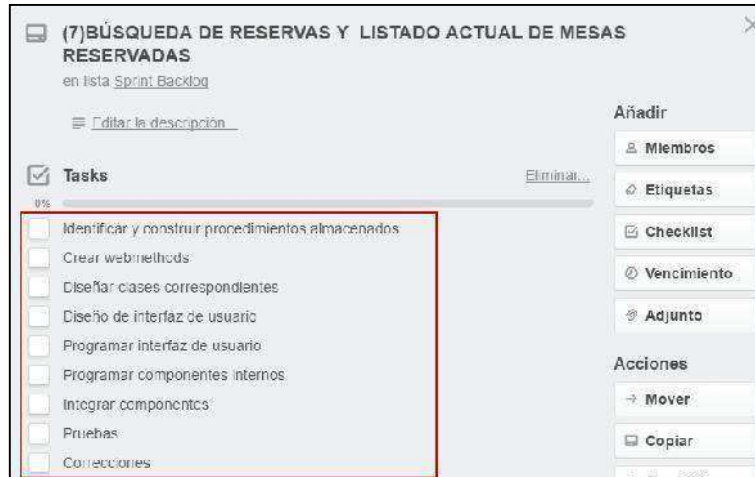 (7)BÚSQUEDA DE RESERVAS Y LISTADO ACTUAL DE MESAS
RESERVADAS
en lista Sprint Backlog
Editar la descripción...
Tasks
Eliminar...
0%
Identificar y construir procedimientos almacenados
Crear webmethods
Diseñar clases correspondientes
Diseño de interfaz de usuario
Programar interfaz de usuario
Programar componentes internos
Integrar componentes
Pruebas
Correcciones
Añadir
Miembros
Etiquetas
Checklist
Vencimiento
Adjunto
Acciones
Mover
Copiar